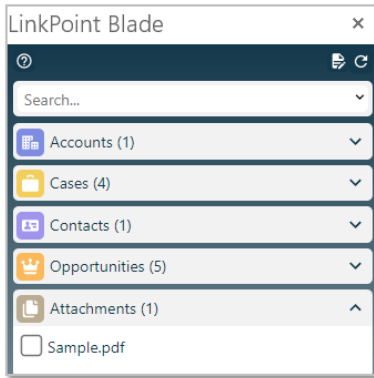 LinkPoint Blade
Search...
Accounts (1)
Cases (4)
Contacts (1)
Opportunities (5)
Attachments (1)
Sample.pdf